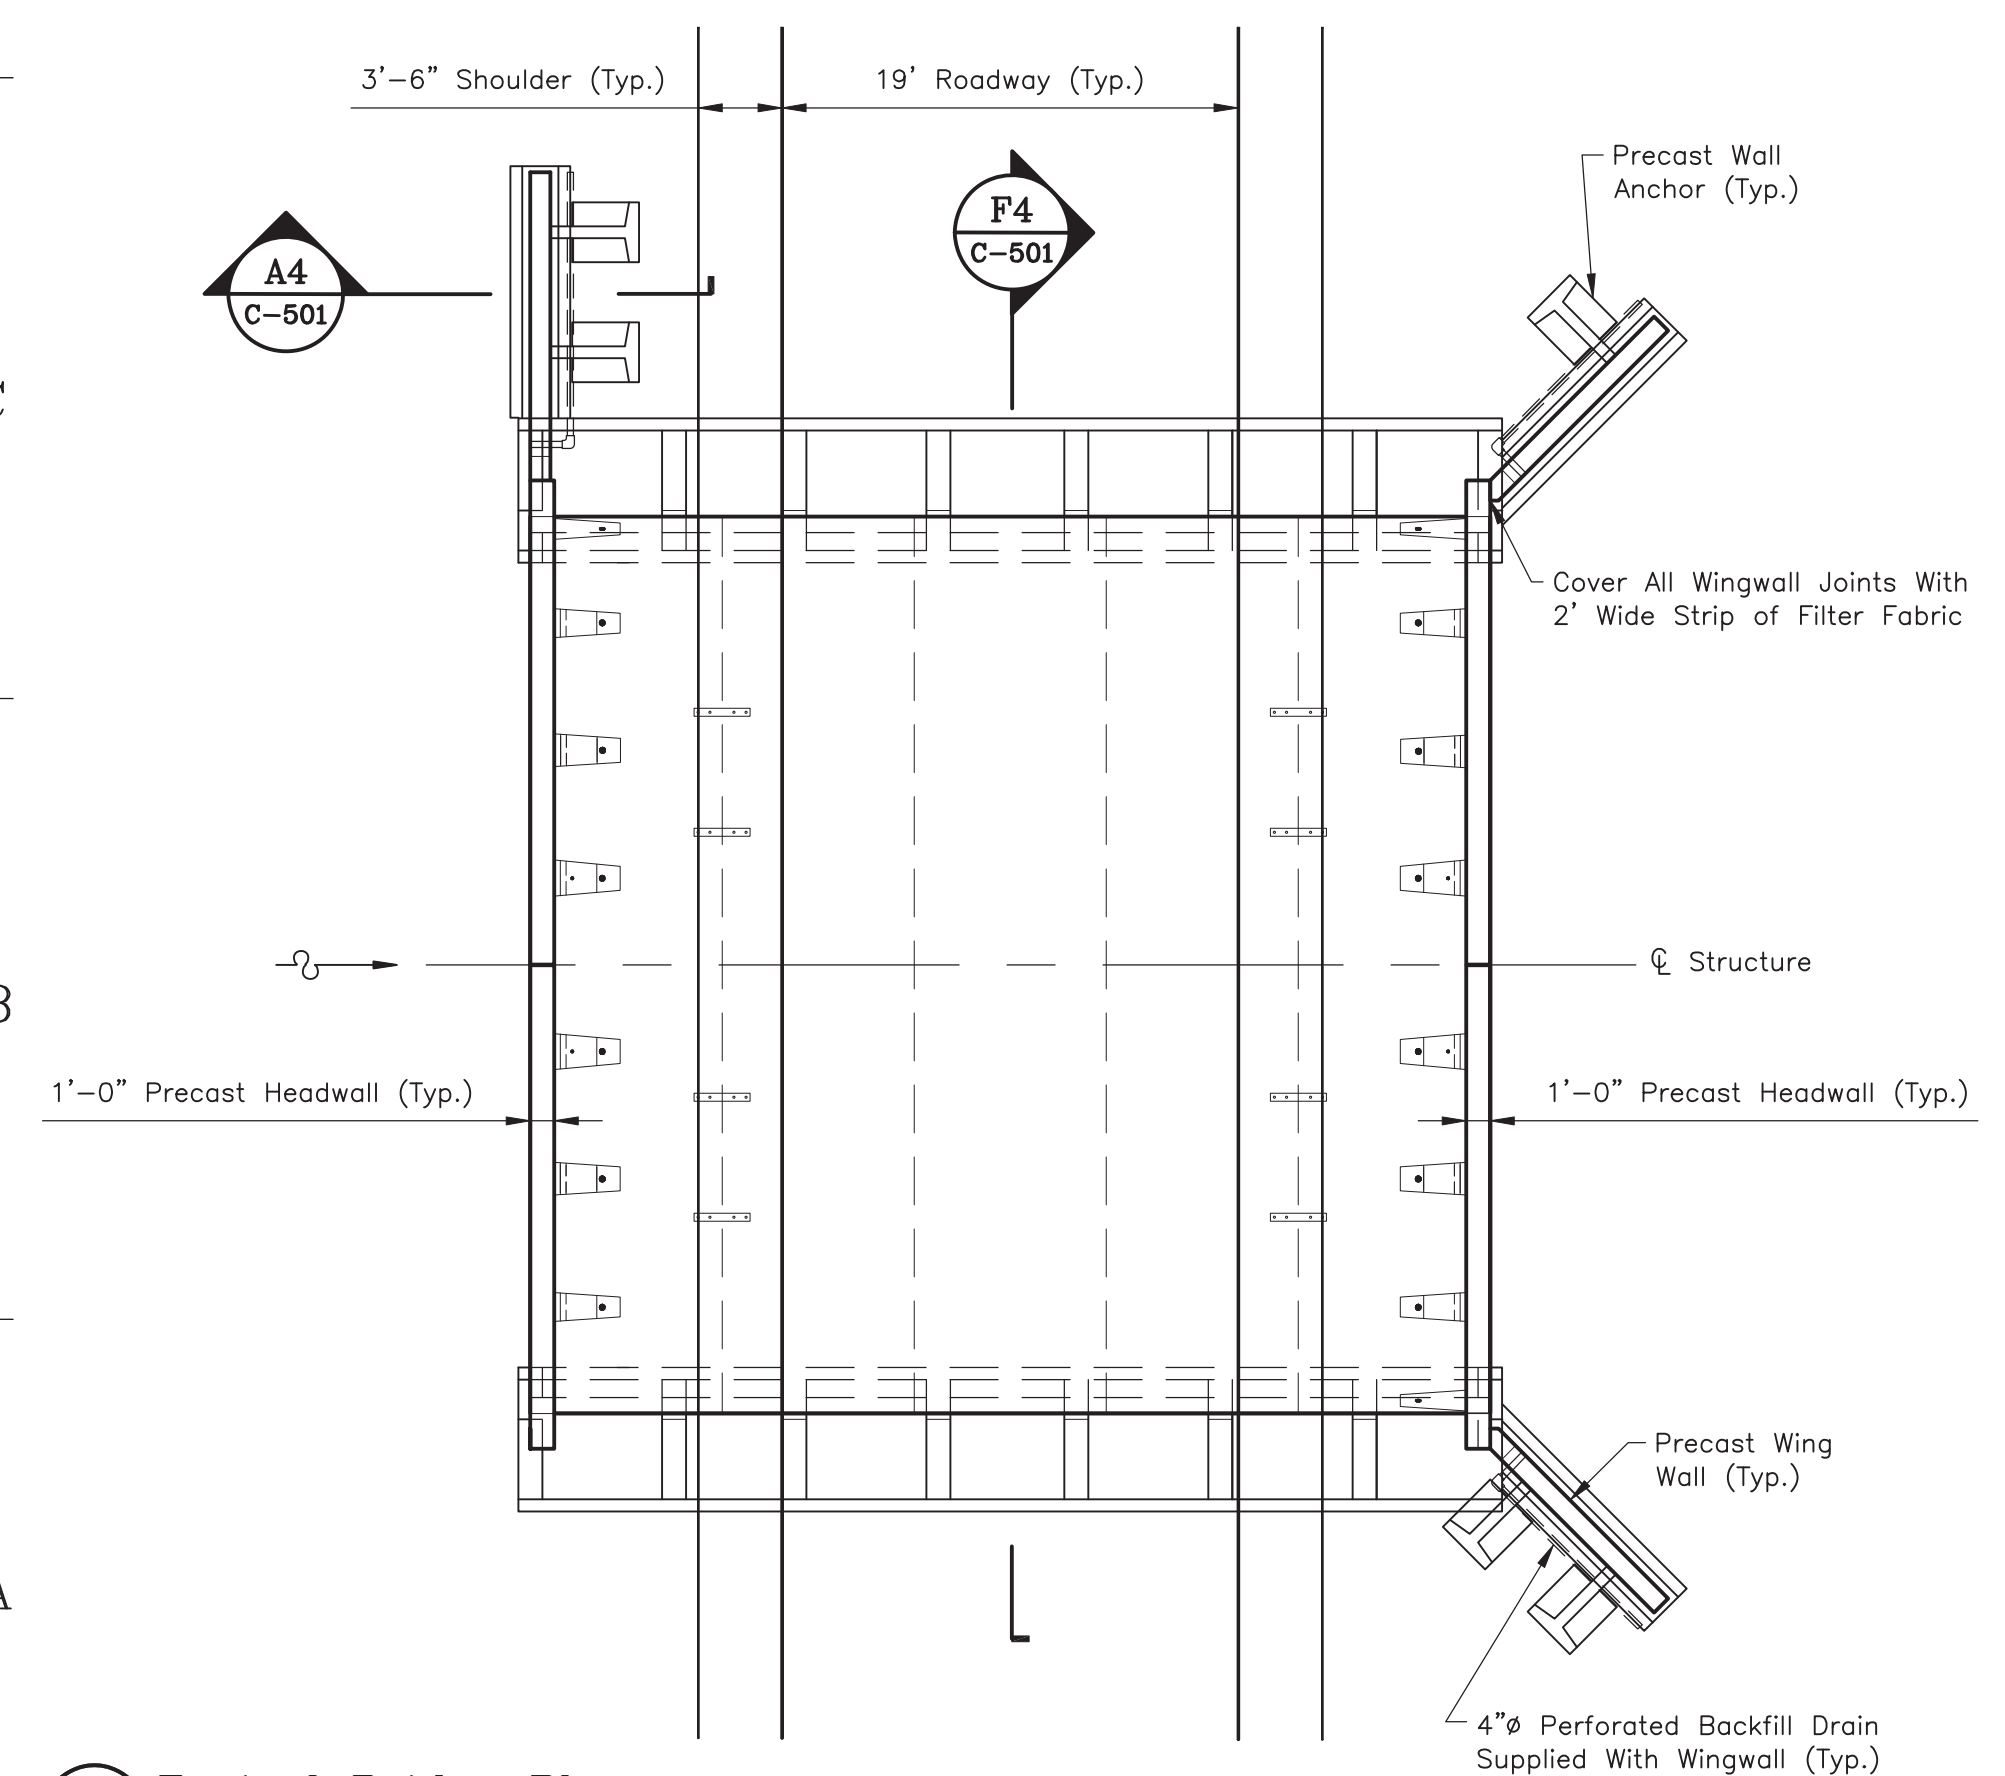 3'-6" Shoulder (Typ.)
19' Roadway (Typ.)
Precast Wall
Anchor (Typ.)
F4
C-501
A4
C-501
Cover All Wingwall Joints With
2' Wide Strip of Filter Fabric
℄ Structure
B
1'-0" Precast Headwall (Typ.)
1'-0" Precast Headwall (Typ.)
Precast Wing
Wall (Typ.)
A
4"ø Perforated Backfill Drain
Supplied With Wingwall (Typ.)